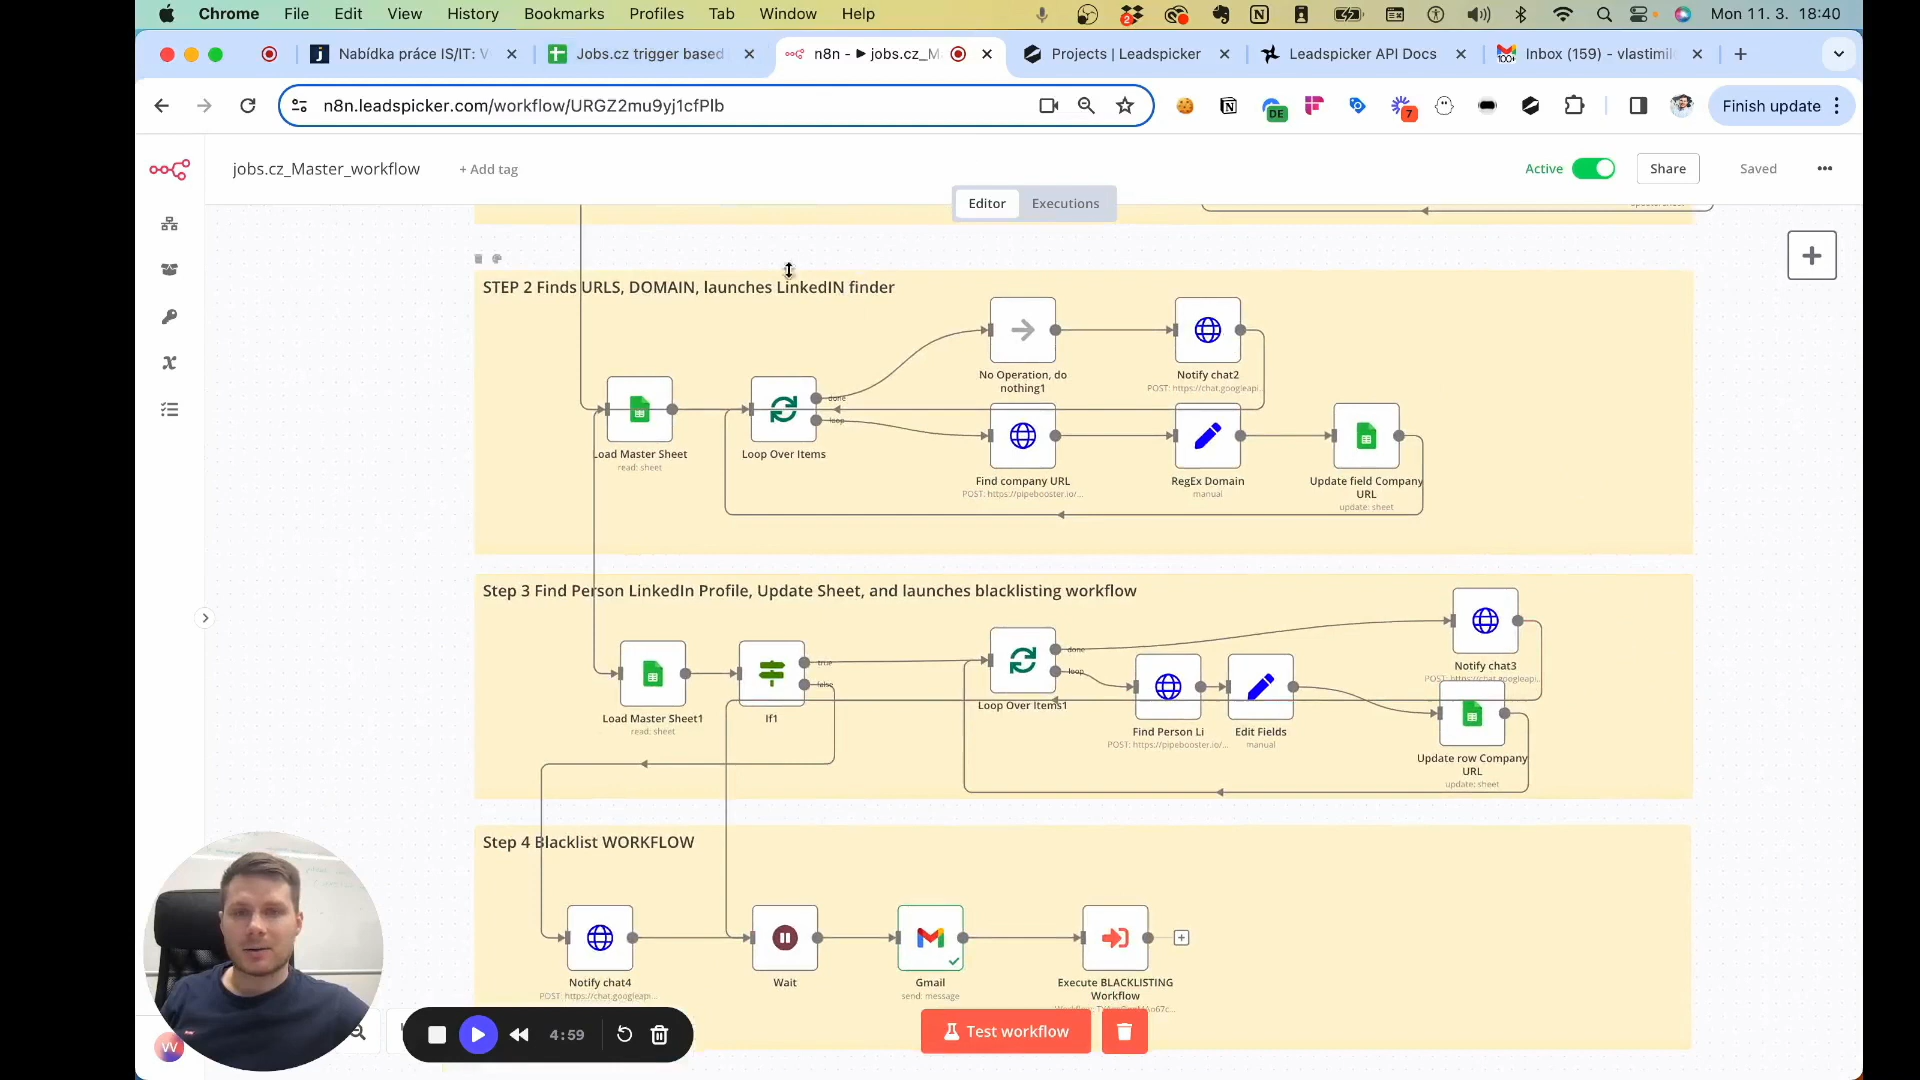 Chrome File Edit View History Bookmarks Profiles Tab Window Help
2
Mon 11. 3. 18:40
Nabídka práce IS/IT: V
Jobs.cz trigger based
n8n - ▶ jobs.cz_M
Projects | Leadspicker
Leadspicker API Docs
100+
Inbox (159) - vlastimil
n8n.leadspicker.com/workflow/URGZ2mu9yj1cfPIb
DE
7
Finish update
jobs.cz_Master_workflow
+ Add tag
Active
Share
Saved
Editor
Executions
STEP 2 Finds URLS, DOMAIN, launches LinkedIN finder
No Operation, do
nothing1
Notify chat2
POST: https://chat.googleapi...
done
loop
Load Master Sheet
read: sheet
Loop Over Items
Find company URL
POST: https://pipebooster.io/...
RegEx Domain
manual
Update field Company
URL
update: sheet
Step 3 Find Person LinkedIn Profile, Update Sheet, and launches blacklisting workflow
true
false
done
loop
Notify chat3
POST: https://chat.googleapi...
Load Master Sheet1
read: sheet
If1
Loop Over Items1
Find Person Li
POST: https://pipebooster.io/...
Edit Fields
manual
Update row Company
URL
update: sheet
Step 4 Blacklist WORKFLOW
Notify chat4
POST: https://chat.googleapi...
Wait
Gmail
send: message
Execute BLACKLISTING
Workflow
VV
4:59
Test workflow